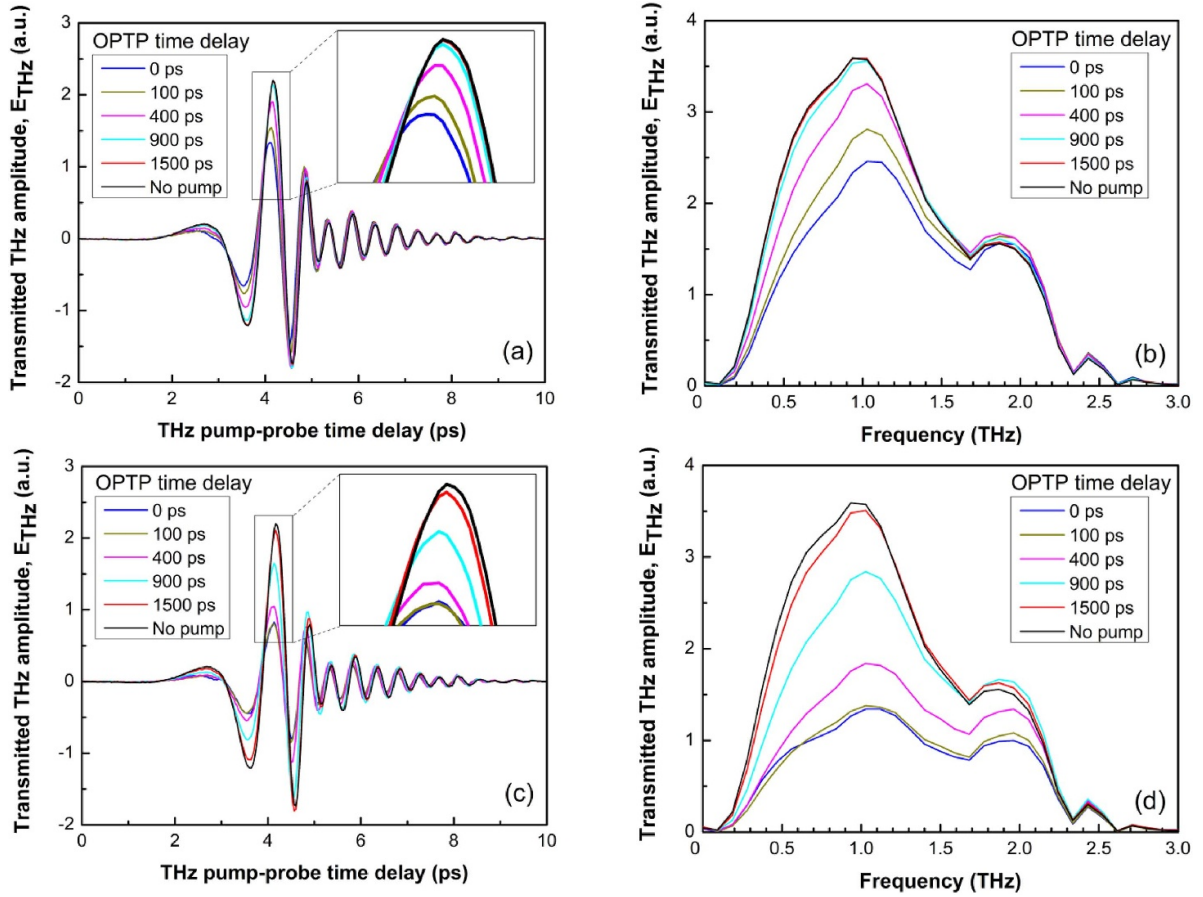 Transmitted THz amplitude, E_THz (a.u.)
3
2
1
0
-1
-2
OPTP time delay
0 ps
100 ps
400 ps
900 ps
1500 ps
No pump
(a)
0 2 4 6 8 10
THz pump-probe time delay (ps)
Transmitted THz amplitude, E_THz (a.u.)
4
3
2
1
0
OPTP time delay
0 ps
100 ps
400 ps
900 ps
1500 ps
No pump
(b)
0 0.5 1.0 1.5 2.0 2.5 3.0
Frequency (THz)
Transmitted THz amplitude, E_THz (a.u.)
3
2
1
0
-1
-2
OPTP time delay
0 ps
100 ps
400 ps
900 ps
1500 ps
No pump
(c)
0 2 4 6 8 10
THz pump-probe time delay (ps)
Transmitted THz amplitude, E_THz (a.u.)
4
3
2
1
0
OPTP time delay
0 ps
100 ps
400 ps
900 ps
1500 ps
No pump
(d)
0 0.5 1.0 1.5 2.0 2.5 3.0
Frequency (THz)